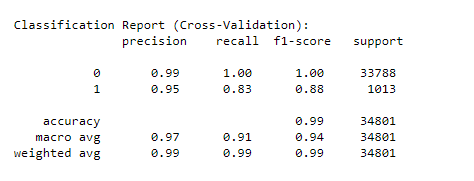 Classification Report (Cross-Validation):
precision recall f1-score support
0 0.99 1.00 1.00 33788
1 0.95 0.83 0.88 1013
accuracy 0.99 34801
macro avg 0.97 0.91 0.94 34801
weighted avg 0.99 0.99 0.99 34801